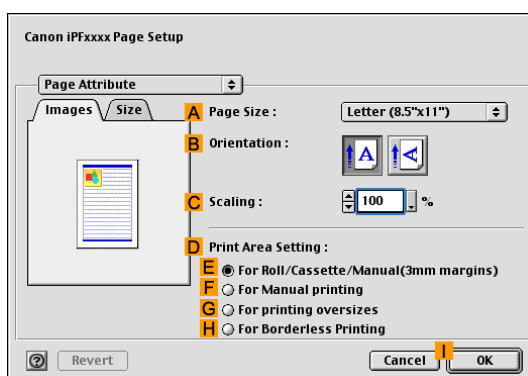 Canon iPFxxxx Page Setup
Page Attribute
Images Size
A Page Size : Letter (8.5"x11")
B Orientation : A A
C Scaling : 100 %
D Print Area Setting :
E For Roll/Cassette/Manual(3mm margins)
F For Manual printing
G For printing oversizes
H For Borderless Printing
I
? Revert Cancel OK